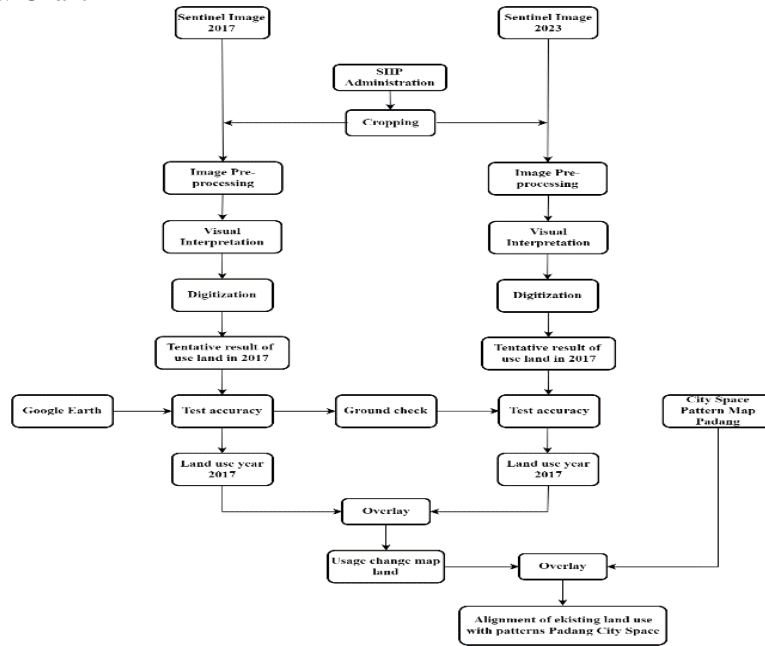 Sentinel Image
2017
Sentinel Image
2023
SHP
Administration
Cropping
Image Pre-
processing
Image Pre-
processing
Visual
Interpretation
Visual
Interpretation
Digitization
Digitization
Tentative result of
use land in 2017
Tentative result of
use land in 2017
Google Earth
Test accuracy
Ground check
Test accuracy
City Space
Pattern Map
Padang
Land use year
2017
Land use year
2017
Overlay
Usage change map
land
Overlay
Alignment of ekisting land use
with patterns Padang City Space